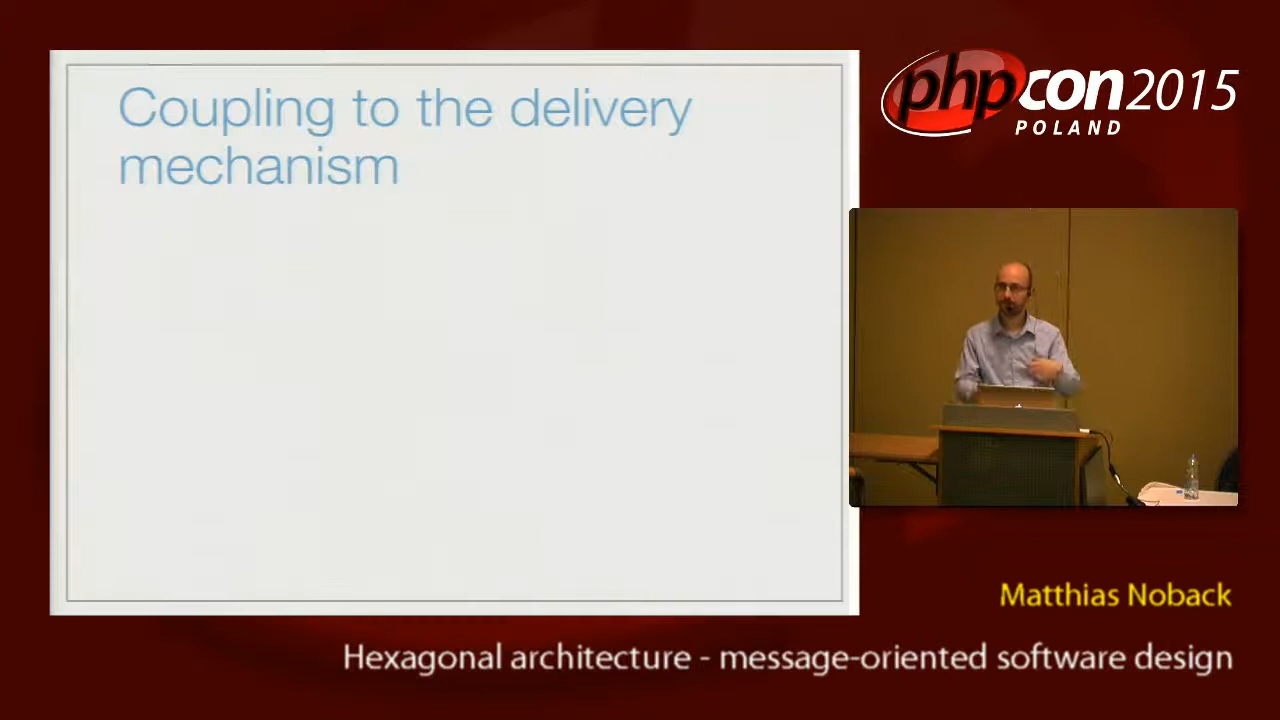 Coupling to the delivery
mechanism
phpcon2015
POLAND
Matthias Noback
Hexagonal architecture - message-oriented software design